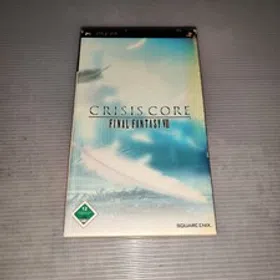 CRISIS CORE
FINAL FANTASY VII
SQUARE ENIX.